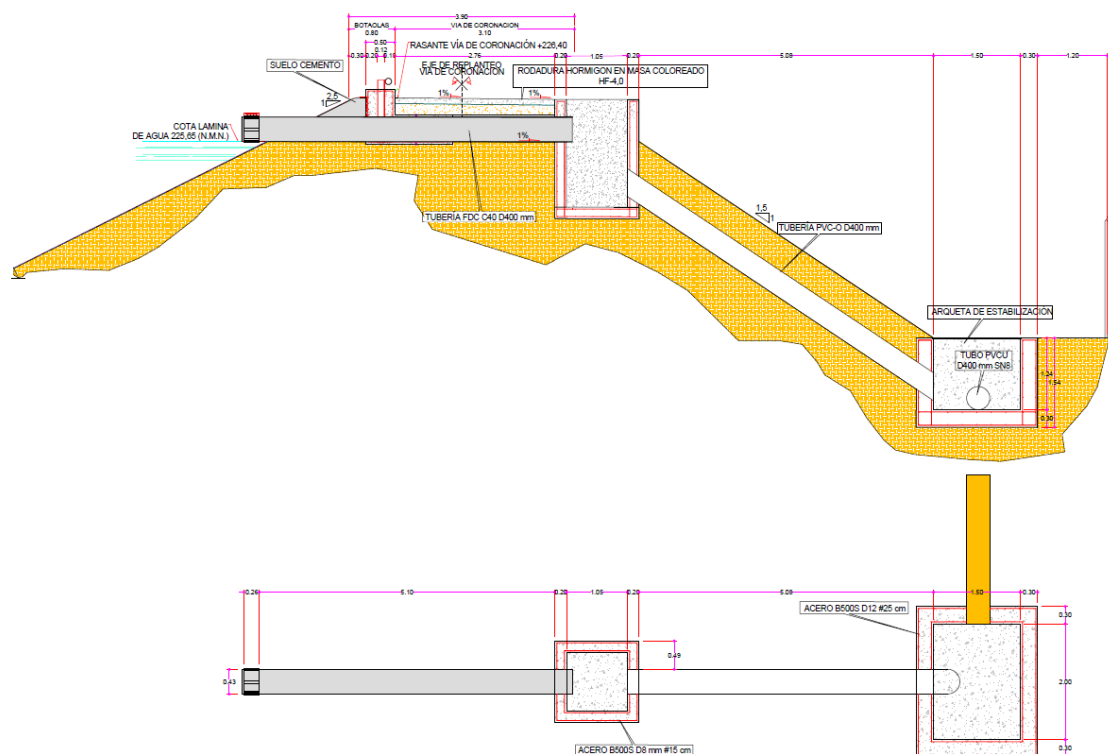 3.90
BOTAOLAS
VIA DE CORONACION
0.80
3.10
0.50
0.12
RASANTE VÍA DE CORONACIÓN +226,40
0.30
0.20
0.20
1.05
0.20
5.09
1.50
0.30
1.20
SUELO CEMENTO
EJE DE REPLANTEO
VIA DE CORONACION
RODADURA HORMIGON EN MASA COLOREADO
HF-4,0
2,5
1
1%
1%
COTA LAMINA
DE AGUA 225,65 (N.M.N.)
1%
TUBERÍA FDC C40 D400 mm
1,5
1
TUBERÍA PVC-O D400 mm
ARQUETA DE ESTABILIZACIÓN
TUBO PVCU
D400 mm SN8
1.24
1.54
0.30
0.26
5.10
0.20
1.05
0.20
5.09
1.50
0.30
ACERO B500S D12 #25 cm
0.30
0.49
0.43
2.00
0.30
ACERO B500S D8 mm #15 cm